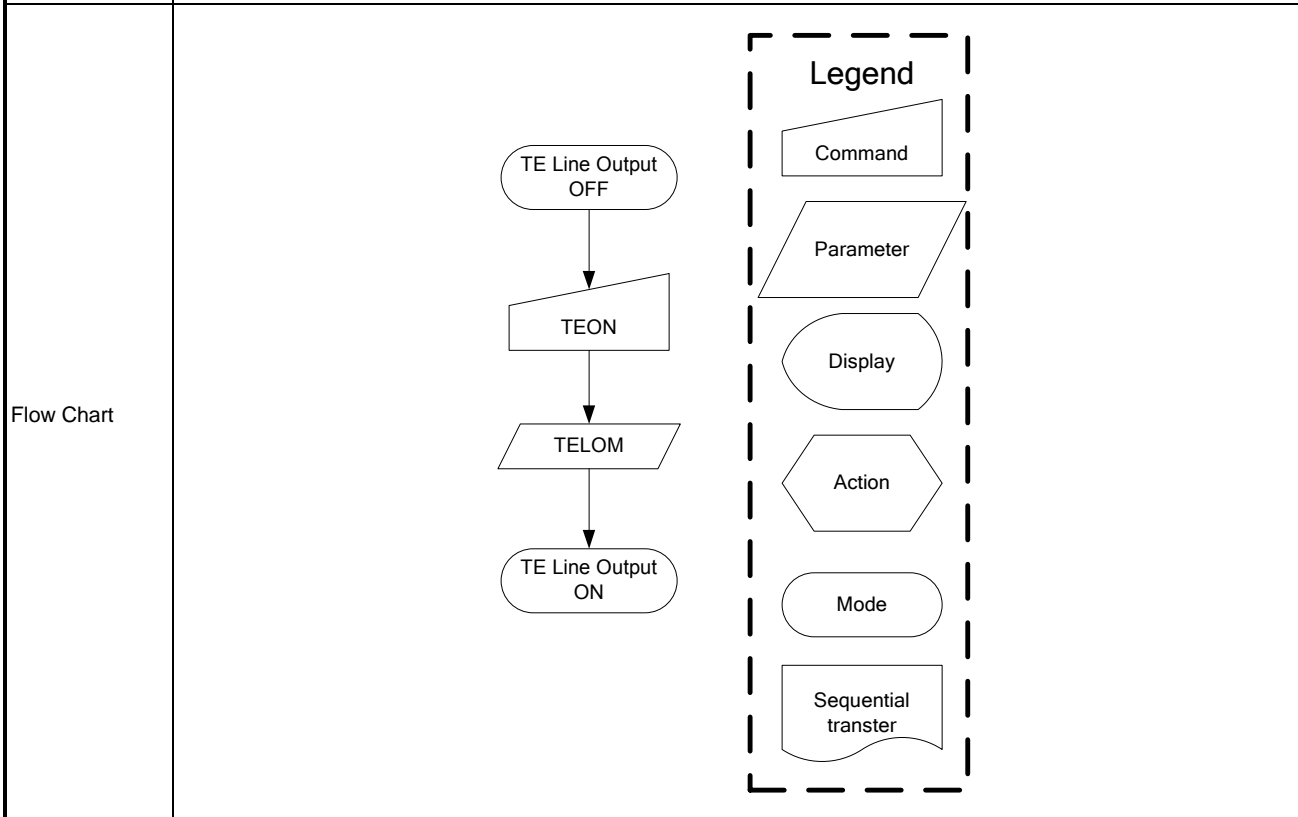 Flow Chart
TE Line Output
OFF
TEON
TELOM
TE Line Output
ON
Legend
Command
Parameter
Display
Action
Mode
Sequential
transter